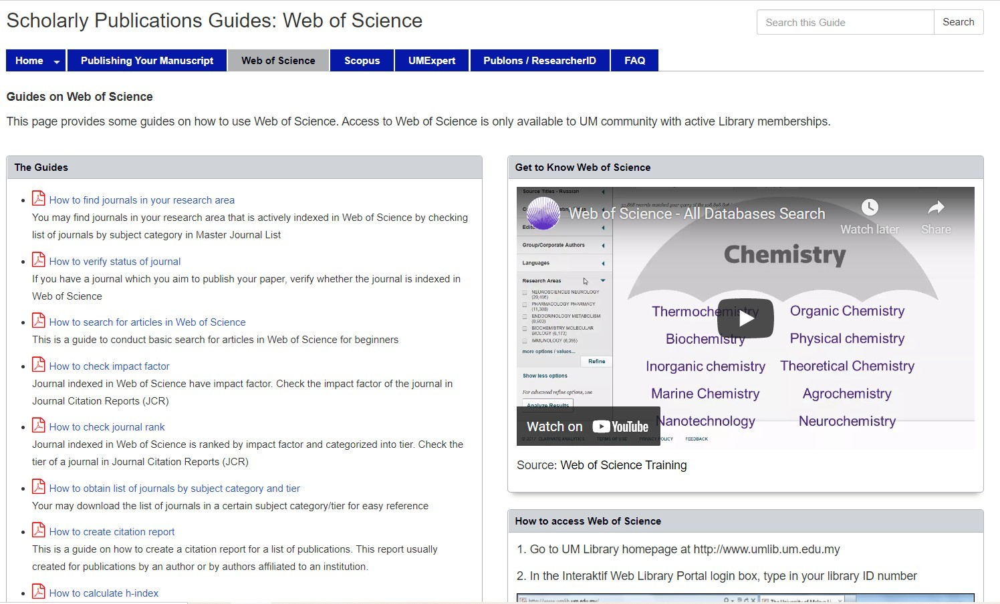 Scholarly Publications Guides: Web of Science
Search this Guide
Search
Home
Publishing Your Manuscript
Web of Science
Scopus
UMExpert
Publons / ResearcherID
FAQ
Guides on Web of Science
This page provides some guides on how to use Web of Science. Access to Web of Science is only available to UM community with active Library memberships.
The Guides
How to find journals in your research area
You may find journals in your research area that is actively indexed in Web of Science by checking
list of journals by subject category in Master Journal List
How to verify status of journal
If you have a journal which you aim to publish your paper, verify whether the journal is indexed in
Web of Science
How to search for articles in Web of Science
This is a guide to conduct basic search for articles in Web of Science for beginners
How to check impact factor
Journal indexed in Web of Science have impact factor. Check the impact factor of the journal in
Journal Citation Reports (JCR)
How to check journal rank
Journal indexed in Web of Science is ranked by impact factor and categorized into tier. Check the
tier of a journal in Journal Citation Reports (JCR)
How to obtain list of journals by subject category and tier
Your may download the list of journals in a certain subject category/tier for easy reference
How to create citation report
This is a guide on how to create a citation report for a list of publications. This report usually
created for publications by an author or by authors affiliated to an institution.
How to calculate h-index
Get to Know Web of Science
Source Titles - Russian
Web of Science - All Databases Search
Watch later
Share
Group/Corporate Authors
Languages
Research Areas
NEUROSCIENCES NEUROLOGY
PHARMACOLOGY PHARMACY
ENDOCRINOLOGY METABOLISM
BIOCHEMISTRY MOLECULAR
BIOLOGY
IMMUNOLOGY
more options / values...
Refine
Show less options
For advanced refine options, use
Analyze Results
Chemistry
Thermochemistry
Organic Chemistry
Biochemistry
Physical chemistry
Inorganic chemistry
Theoretical Chemistry
Marine Chemistry
Agrochemistry
Nanotechnology
Neurochemistry
Watch on YouTube
TERMS OF USE
PRIVACY POLICY
FEEDBACK
Source: Web of Science Training
How to access Web of Science
1. Go to UM Library homepage at http://www.umlib.um.edu.my
2. In the Interaktif Web Library Portal login box, type in your library ID number